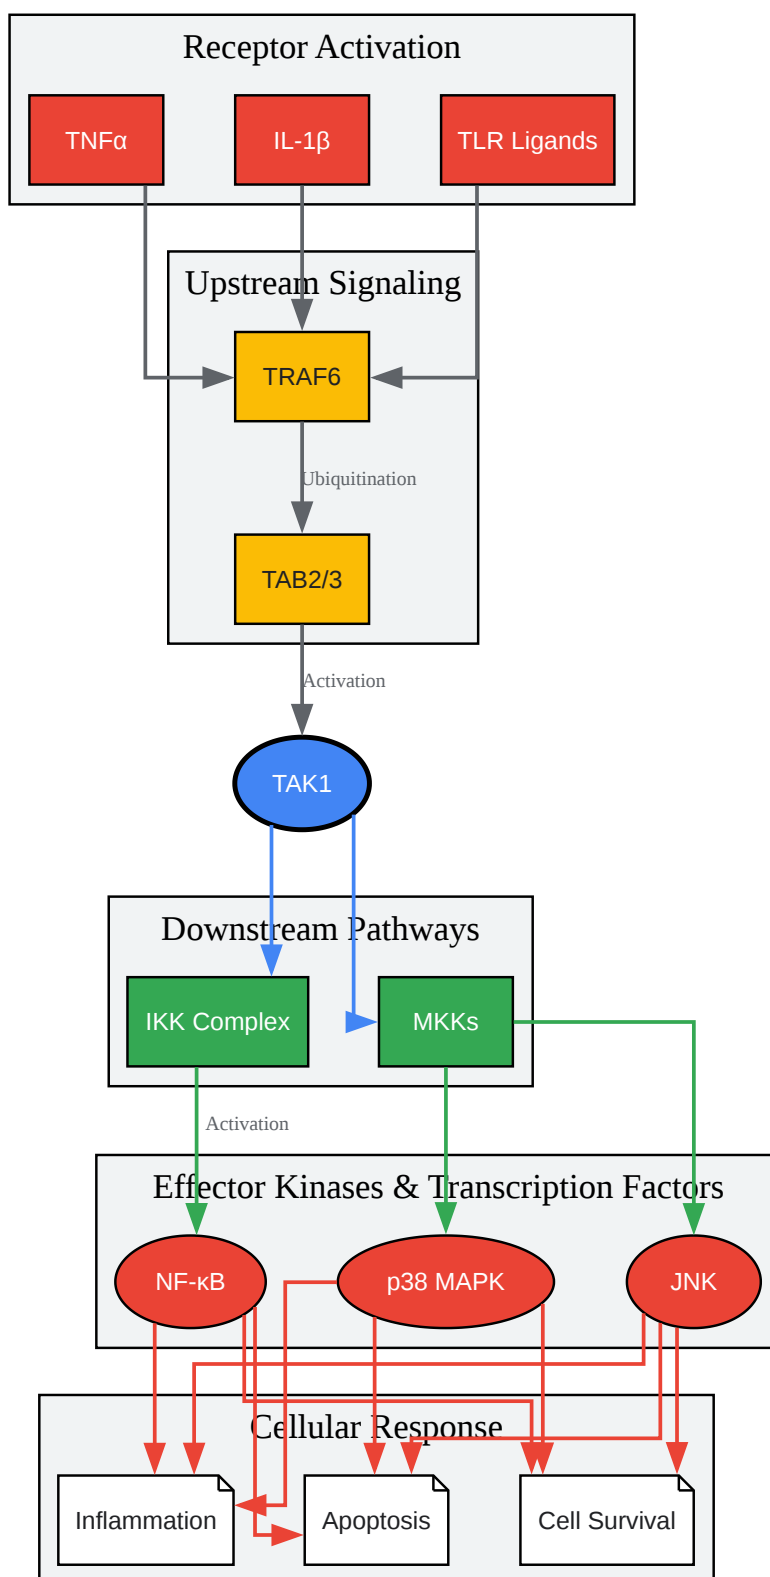 Receptor Activation
TNFα
IL-1β
TLR Ligands
Upstream Signaling
TRAF6
Ubiquitination
TAB2/3
Activation
TAK1
Downstream Pathways
IKK Complex
MKKs
Activation
Effector Kinases & Transcription Factors
NF-κB
p38 MAPK
JNK
Cellular Response
Inflammation
Apoptosis
Cell Survival